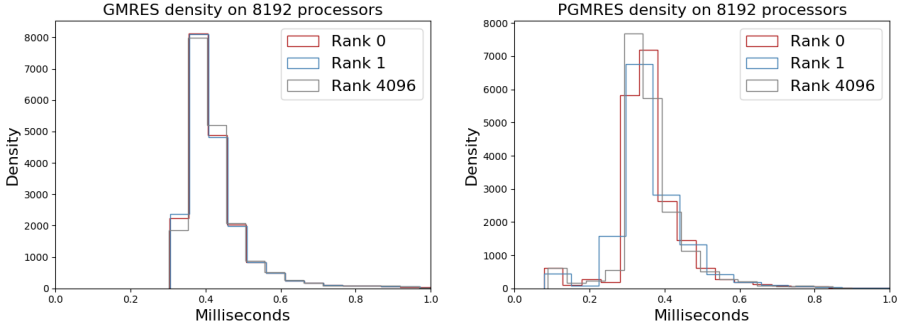 GMRES density on 8192 processors
Rank 0
Rank 1
Rank 4096
8000
7000
6000
5000
4000
3000
2000
1000
0
Density
0.0 0.2 0.4 0.6 0.8 1.0
Milliseconds
PGMRES density on 8192 processors
Rank 0
Rank 1
Rank 4096
8000
7000
6000
5000
4000
3000
2000
1000
0
Density
0.0 0.2 0.4 0.6 0.8 1.0
Milliseconds